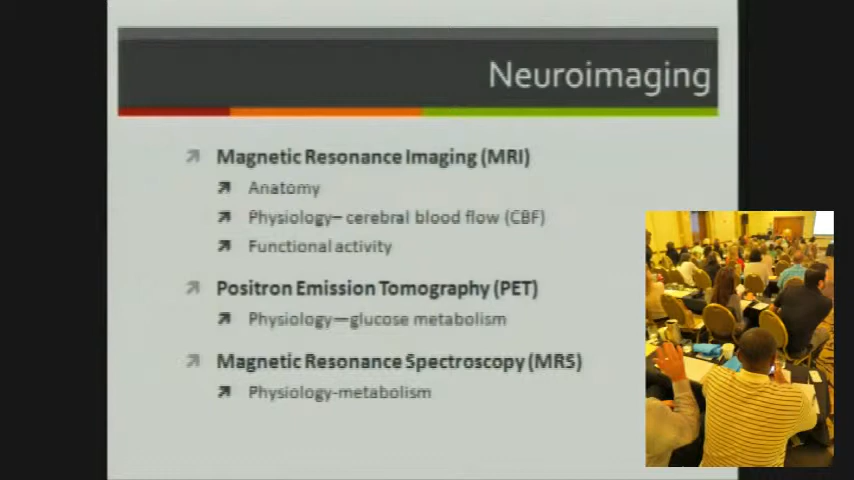 Neuroimaging
Magnetic Resonance Imaging (MRI)
Anatomy
Physiology– cerebral blood flow (CBF)
Functional activity
Positron Emission Tomography (PET)
Physiology—glucose metabolism
Magnetic Resonance Spectroscopy (MRS)
Physiology-metabolism